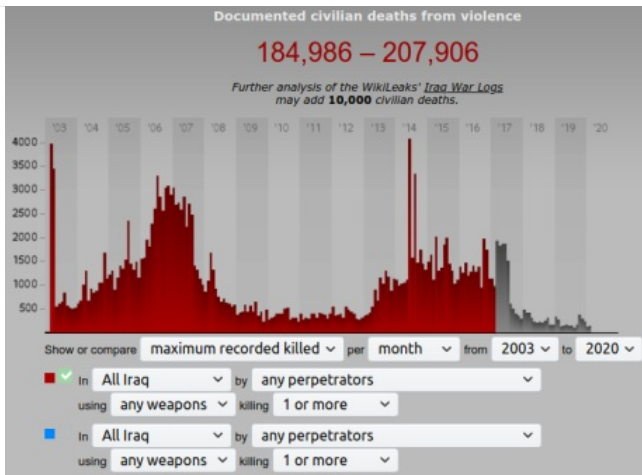 Documented civilian deaths from violence
184,986 – 207,906
Further analysis of the WikiLeaks' Iraq War Logs
may add 10,000 civilian deaths.
'03 '04 '05 '06 '07 '08 '09 '10 '11 '12 '13 '14 '15 '16 '17 '18 '19 '20
4000
3500
3000
2500
2000
1500
1000
500
Show or compare maximum recorded killed per month from 2003 to 2020
In All Iraq by any perpetrators
using any weapons killing 1 or more
In All Iraq by any perpetrators
using any weapons killing 1 or more